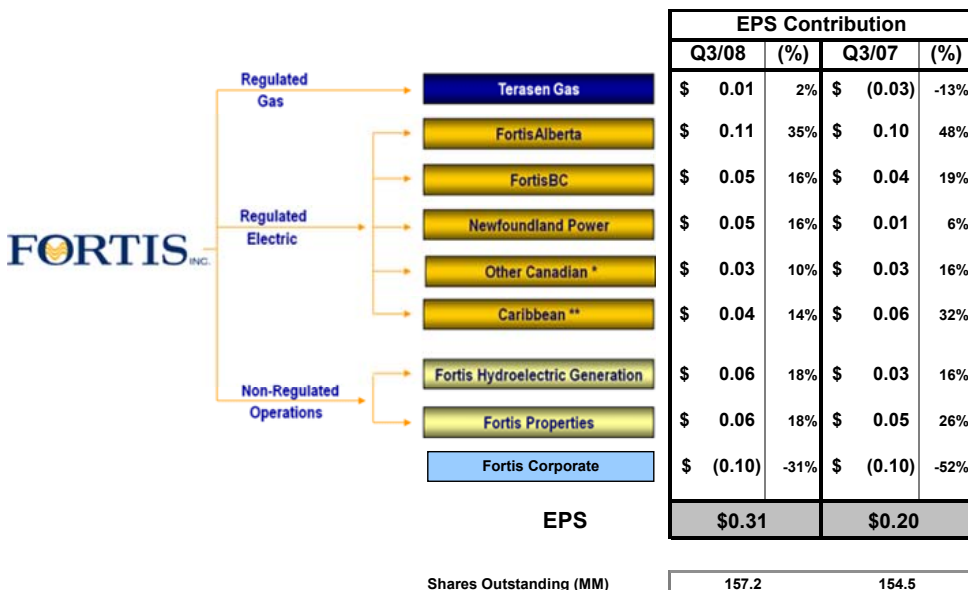 EPS Contribution
Q3/08 (%) Q3/07 (%)
Regulated
Gas
Terasen Gas $ 0.01 2% $ (0.03) -13%
FortisAlberta $ 0.11 35% $ 0.10 48%
FortisBC $ 0.05 16% $ 0.04 19%
Regulated
Electric
Newfoundland Power $ 0.05 16% $ 0.01 6%
FORTIS INC.
Other Canadian * $ 0.03 10% $ 0.03 16%
Caribbean ** $ 0.04 14% $ 0.06 32%
Fortis Hydroelectric Generation $ 0.06 18% $ 0.03 16%
Non-Regulated
Operations
Fortis Properties $ 0.06 18% $ 0.05 26%
Fortis Corporate $ (0.10) -31% $ (0.10) -52%
EPS $0.31 $0.20
Shares Outstanding (MM) 157.2 154.5